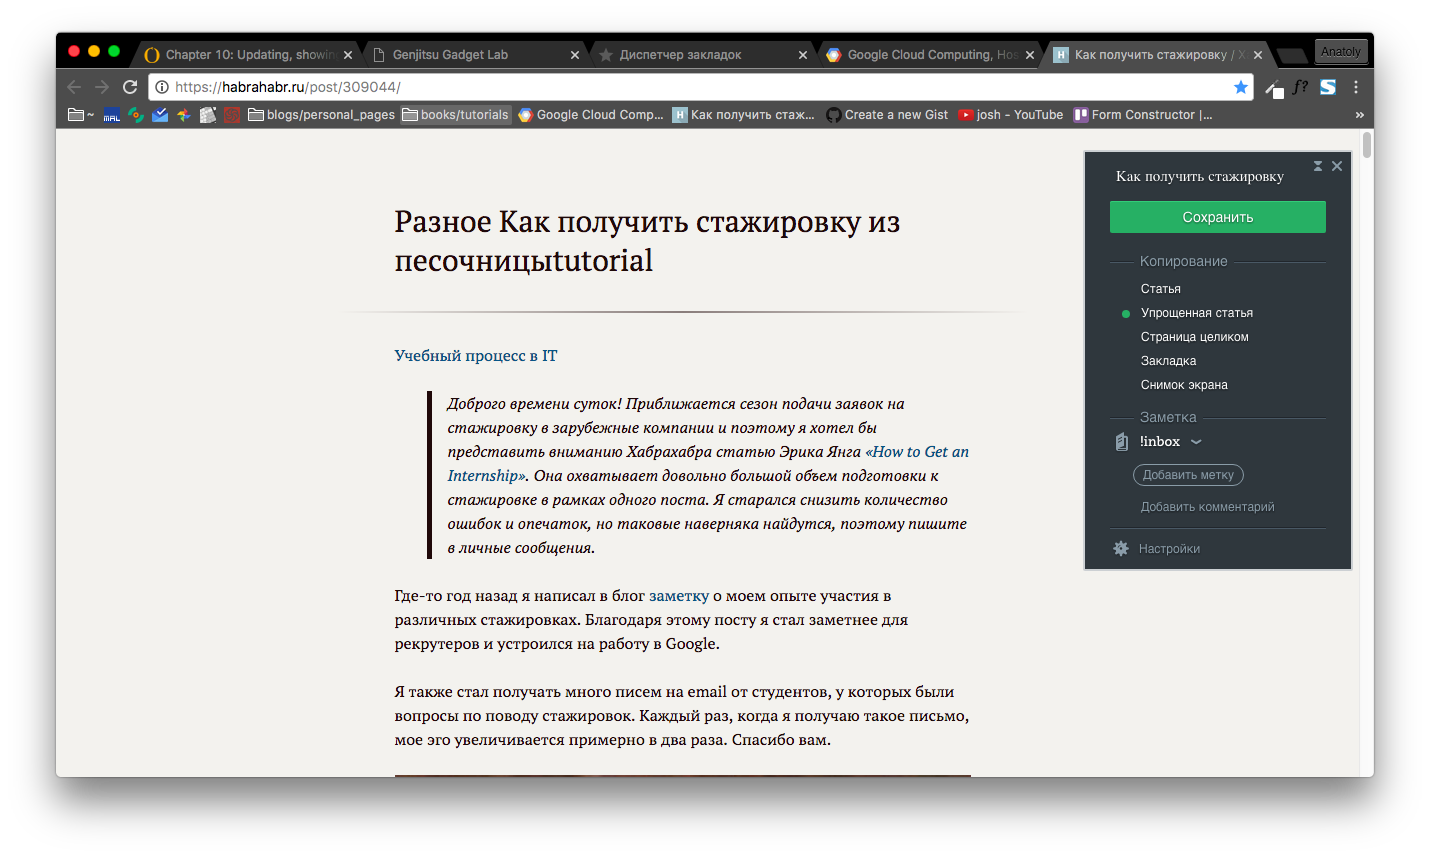 Chapter 10: Updating, showin
Genjitsu Gadget Lab
Диспетчер закладок
Google Cloud Computing, Hos
Как получить стажировку / Х
Anatoly
https://habrahabr.ru/post/309044/
f?
S
~
MAL
blogs/personal_pages
books/tutorials
Google Cloud Comp...
H
Как получить стаж...
Create a new Gist
josh - YouTube
Form Constructor |...
»
Разное Как получить стажировку из
песочницыtutorial
Учебный процесс в IT
Доброго времени суток! Приближается сезон подачи заявок на
стажировку в зарубежные компании и поэтому я хотел бы
представить вниманию Хабрахабра статью Эрика Янга «How to Get an
Internship». Она охватывает довольно большой объем подготовки к
стажировке в рамках одного поста. Я старался снизить количество
ошибок и опечаток, но таковые наверняка найдутся, поэтому пишите
в личные сообщения.
Где-то год назад я написал в блог заметку о моем опыте участия в
различных стажировках. Благодаря этому посту я стал заметнее для
рекрутеров и устроился на работу в Google.
Я также стал получать много писем на email от студентов, у которых были
вопросы по поводу стажировок. Каждый раз, когда я получаю такое письмо,
мое эго увеличивается примерно в два раза. Спасибо вам.
Как получить стажировку
Сохранить
Копирование
Статья
Упрощенная статья
Страница целиком
Закладка
Снимок экрана
Заметка
!inbox
Добавить метку
Добавить комментарий
Настройки